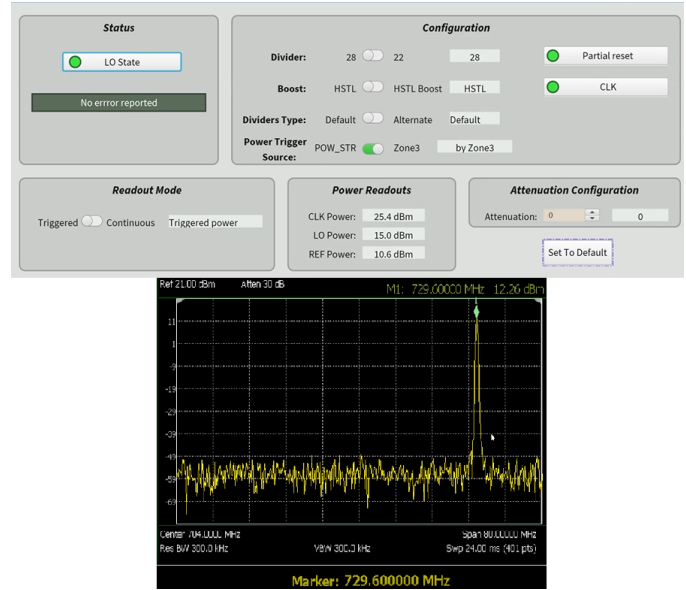 Status
LO State
No errror reported
Configuration
Divider: 28 22 28
Partial reset
Boost: HSTL HSTL Boost HSTL
CLK
Dividers Type: Default Alternate Default
Power Trigger
Source: POW_STR Zone3 by Zone3
Readout Mode
Triggered Continuous Triggered power
Power Readouts
CLK Power: 25.4 dBm
LO Power: 15.0 dBm
REF Power: 10.6 dBm
Attenuation Configuration
Attenuation: 0 0
Set To Default
Ref 21.00 dBm Atten 30 dB M1: 729.60000 MHz 12.26 dBm
11
1
-9
-19
-29
-39
-49
-59
-69
Center 704.0000 MHz Span 80.00000 MHz
Res BW 300.0 kHz VBW 300.0 kHz Swp 24.00 ms (401 pts)
Marker: 729.600000 MHz